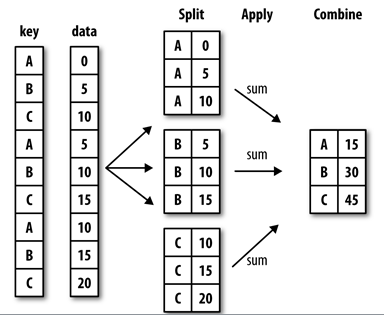 Split Apply Combine
key data
A 0
B 5
C 10
A 5
B 10
C 15
A 10
B 15
C 20
A 0
A 5
A 10
B 5
B 10
B 15
C 10
C 15
C 20
sum
sum
sum
A 15
B 30
C 45